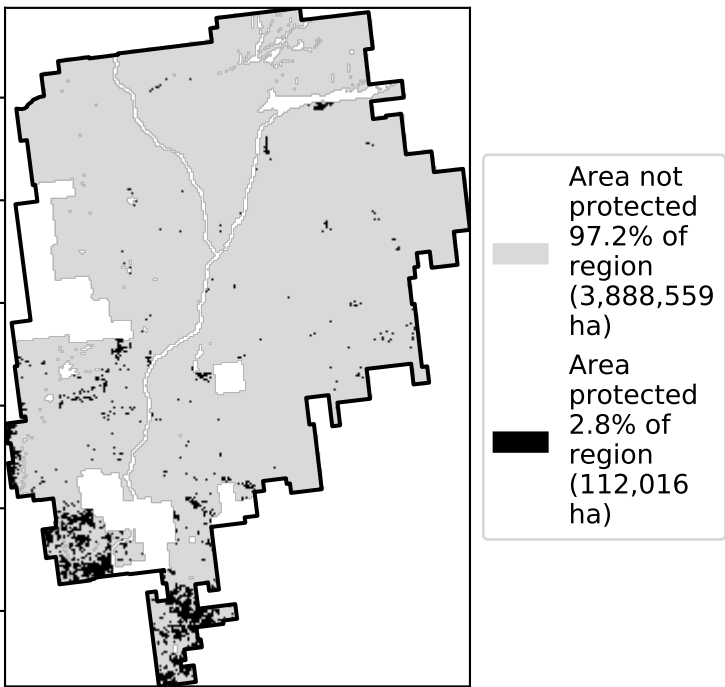 Area not
protected
97.2% of
region
(3,888,559
ha)
Area
protected
2.8% of
region
(112,016
ha)